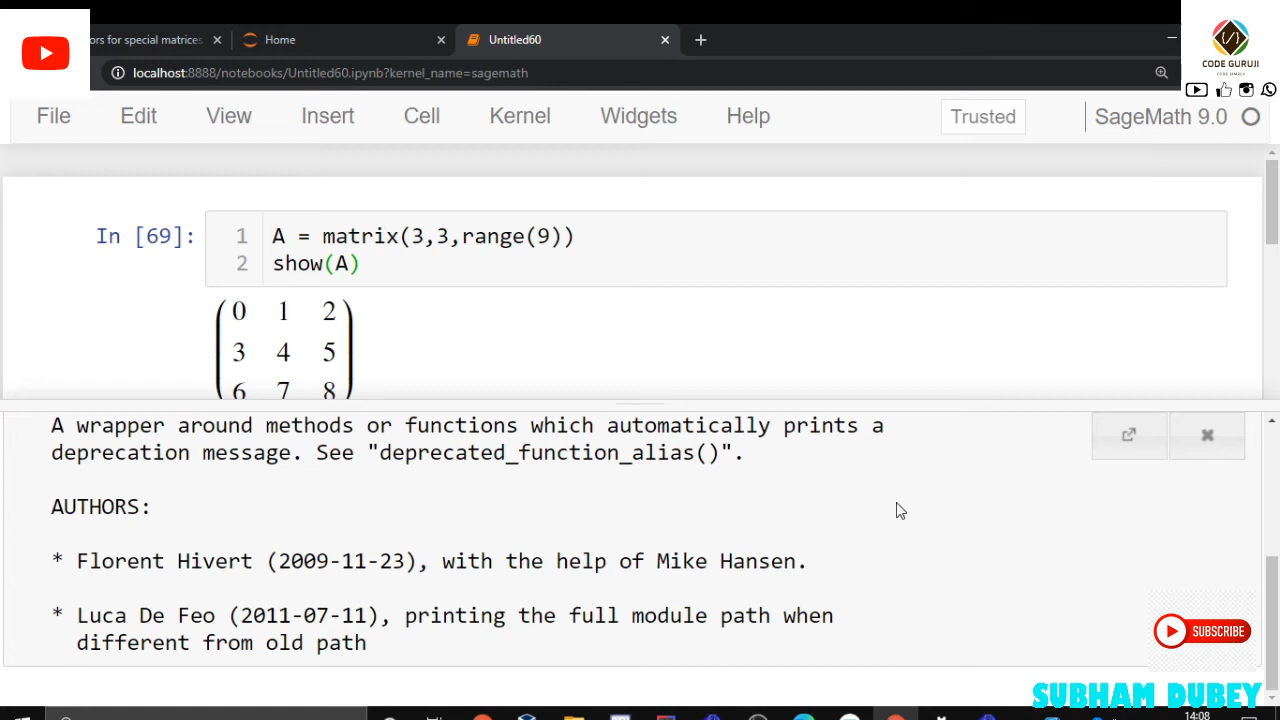 ors for special matrices
Home
Untitled60
localhost:8888/notebooks/Untitled60.ipynb?kernel_name=sagemath
CODE GURUJI
CODE SIMPLY
File Edit View Insert Cell Kernel Widgets Help
Trusted
SageMath 9.0
In [69]:
1 A = matrix(3,3,range(9))
2 show(A)
0 1 2
3 4 5
6 7 8
A wrapper around methods or functions which automatically prints a
deprecation message. See "deprecated_function_alias()".
AUTHORS:
* Florent Hivert (2009-11-23), with the help of Mike Hansen.
* Luca De Feo (2011-07-11), printing the full module path when
different from old path
SUBSCRIBE
SUBHAM DUBEY
14:08